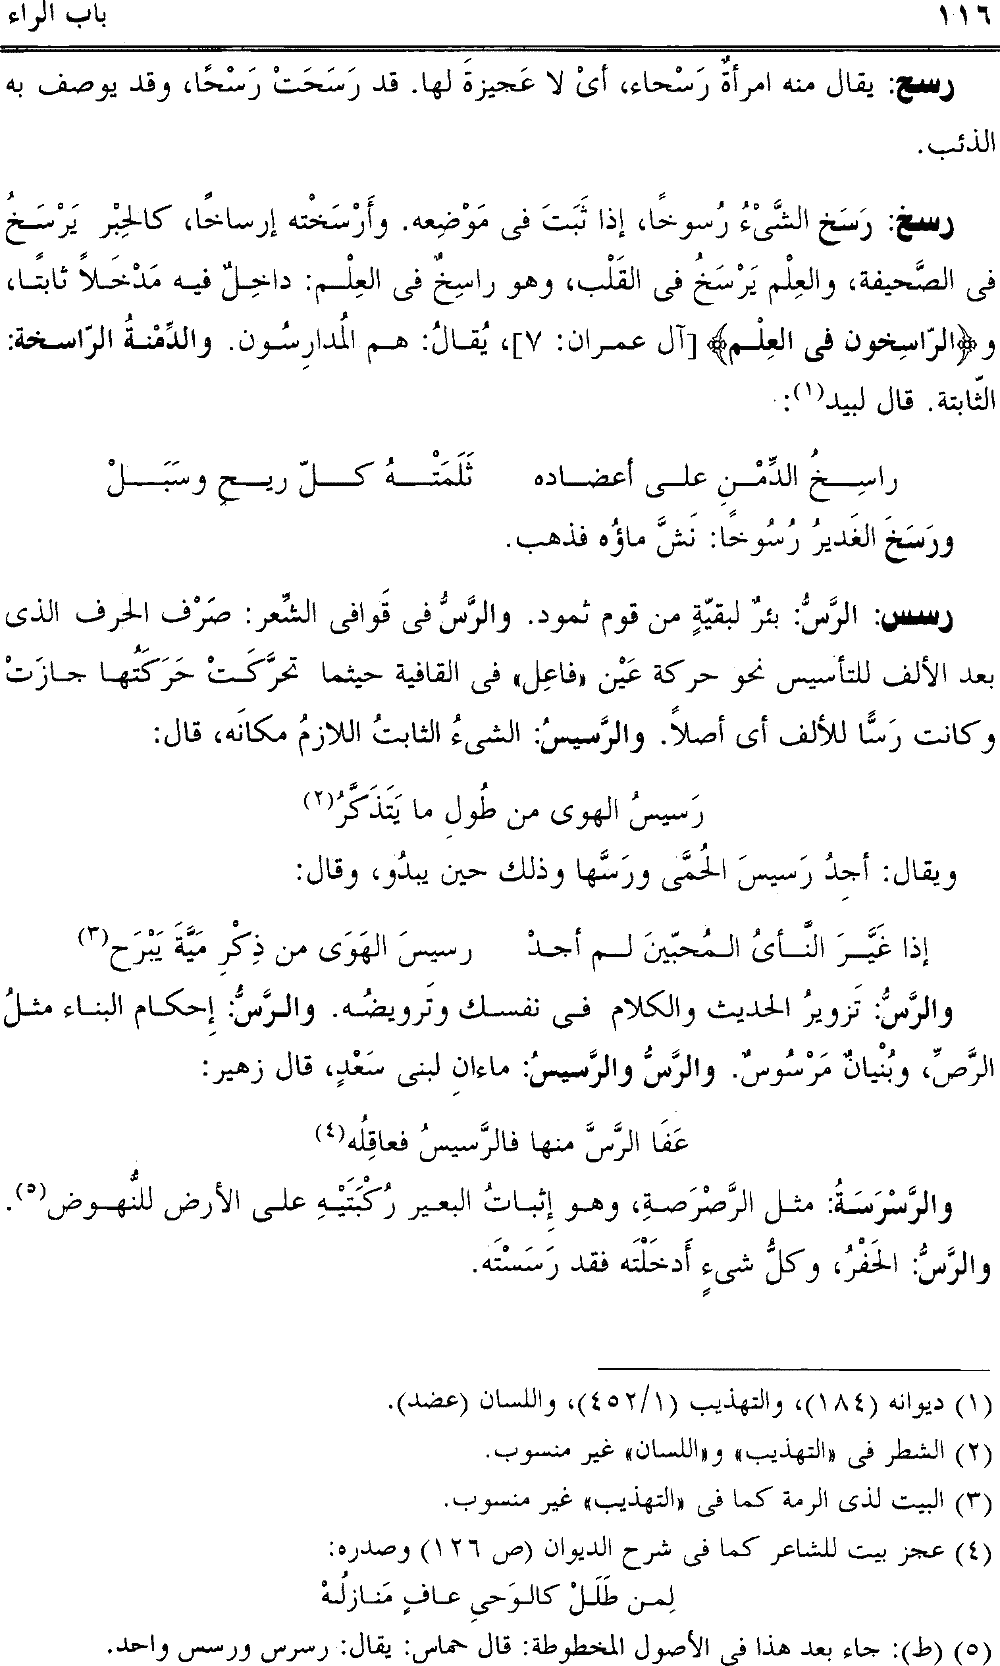 ١١٦
باب الراء
رسح: يقال منه امرأةٌ رَسْحاء، أىْ لا عَجيزةَ لها. قد رَسَحَتْ رَسْحًا، وقد يوصف به
الذئب.
رسخ: رَسَخ الشَّىْءُ رُسوخًا، إذا ثَبَتَ فى مَوْضِعه. وأَرْسَخْته إرساخًا، كالحِبْر يَرْسَخُ
فى الصَّحيفة، والعِلْم يَرْسَخُ فى القَلْب، وهو راسِخٌ فى العِلْم: داخِلٌ فيه مَدْخَلاً ثابتًا،
و﴿الرّاسِخون فى العِلْم﴾ [آل عمران: ٧]، يُقالُ: هم المُدارِسُون. والدِّمْنةُ الرّاسخة:
الثّابتة. قال لبيد(١):
راسِخُ الدِّمْنِ على أعضاده ثَلَمَتْهُ كلّ ريحٍ وسَبَلْ
ورَسَخَ الغَديرُ رُسُوخًا: نَشَّ ماؤُه فذهب.
رسس: الرَّسُّ: بئرٌ لبقيّةٍ من قوم ثمود. والرَّسُّ فى قَوافى الشِّعر: صَرْف الحرف الذى
بعد الألف للتأسيس نحو حركة عَيْن «فاعِل» فى القافية حيثما تحرَّكَتْ حَرَكَتُها جازَتْ
وكانت رَسًّا للألف أى أصلاً. والرَّسيسُ: الشىءُ الثابتُ اللازمُ مكانَه، قال:
رَسيسُ الهوى من طُولِ ما يَتَذَكَّرُ(٢)
ويقال: أجِدُ رَسيسَ الحُمَّى ورَسَّها وذلك حين يبدُو، وقال:
إذا غَيَّرَ النَّأىُ المُحبّينَ لم أجدْ رسيسَ الهَوَى من ذِكْرِ مَيَّةَ يَبْرَح(٣)
والرَّسُّ: تَزويرُ الحديث والكلام فى نفسك وتَرويضُه. والرَّسُّ: إحكام البناء مثلُ
الرَّصِّ، وبُنْيانٌ مَرْسُوسٌ. والرَّسُّ والرَّسيسُ: ماءانِ لبنى سَعْدٍ، قال زهير:
عَفَا الرَّسَّ منها فالرَّسيسُ فعاقِلُه(٤)
والرَّسْرَسَةُ: مثل الرَّصْرَصةِ، وهو إثباتُ البعير رُكْبَتَيْهِ على الأرض للنُّهوض(٥).
والرَّسُّ: الحَفْرُ، وكلُّ شىءٍ أَدخَلْتَه فقد رَسَسْتَه.
(١) ديوانه (١٨٤)، والتهذيب (٤٥٢/١)، واللسان (عضد).
(٢) الشطر فى «التهذيب» و«اللسان» غير منسوب.
(٣) البيت لذى الرمة كما فى «التهذيب» غير منسوب.
(٤) عجز بيت للشاعر كما فى شرح الديوان (ص ١٢٦) وصدره:
لِمن طَلَلْ كالوَحيِ عافٍ مَنازلُهْ
(٥) (ط): جاء بعد هذا فى الأصول المخطوطة: قال حماس: يقال: رسرس ورسس واحد.